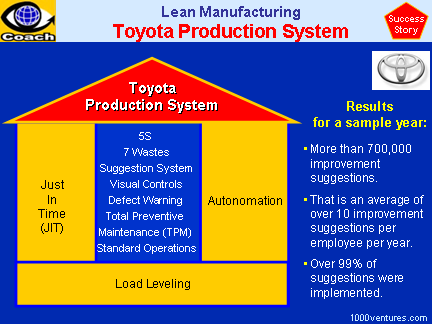 Coach
Lean Manufacturing
Toyota Production System
Success
Story
Toyota
Production System
Just
In
Time
(JIT)
5S
7 Wastes
Suggestion System
Visual Controls
Defect Warning
Total Preventive
Maintenance (TPM)
Standard Operations
Autonomation
Load Leveling
Results
for a sample year:
• More than 700,000
improvement
suggestions.
• That is an average of
over 10 improvement
suggestions per
employee per year.
• Over 99% of
suggestions were
implemented.
1000ventures.com